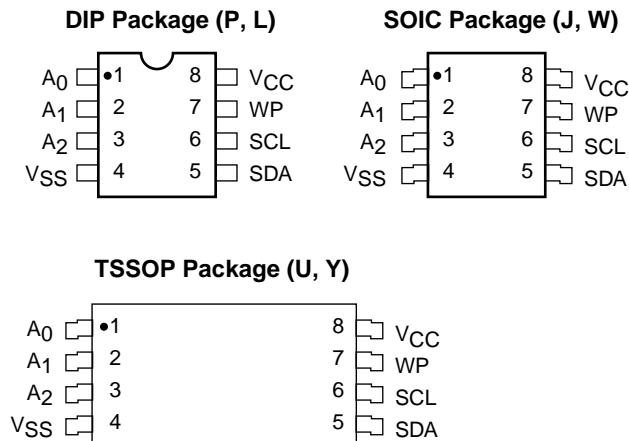 DIP Package (P, L)
A0 1 8 VCC
A1 2 7 WP
A2 3 6 SCL
VSS 4 5 SDA
SOIC Package (J, W)
A0 1 8 VCC
A1 2 7 WP
A2 3 6 SCL
VSS 4 5 SDA
TSSOP Package (U, Y)
A0 1 8 VCC
A1 2 7 WP
A2 3 6 SCL
VSS 4 5 SDA